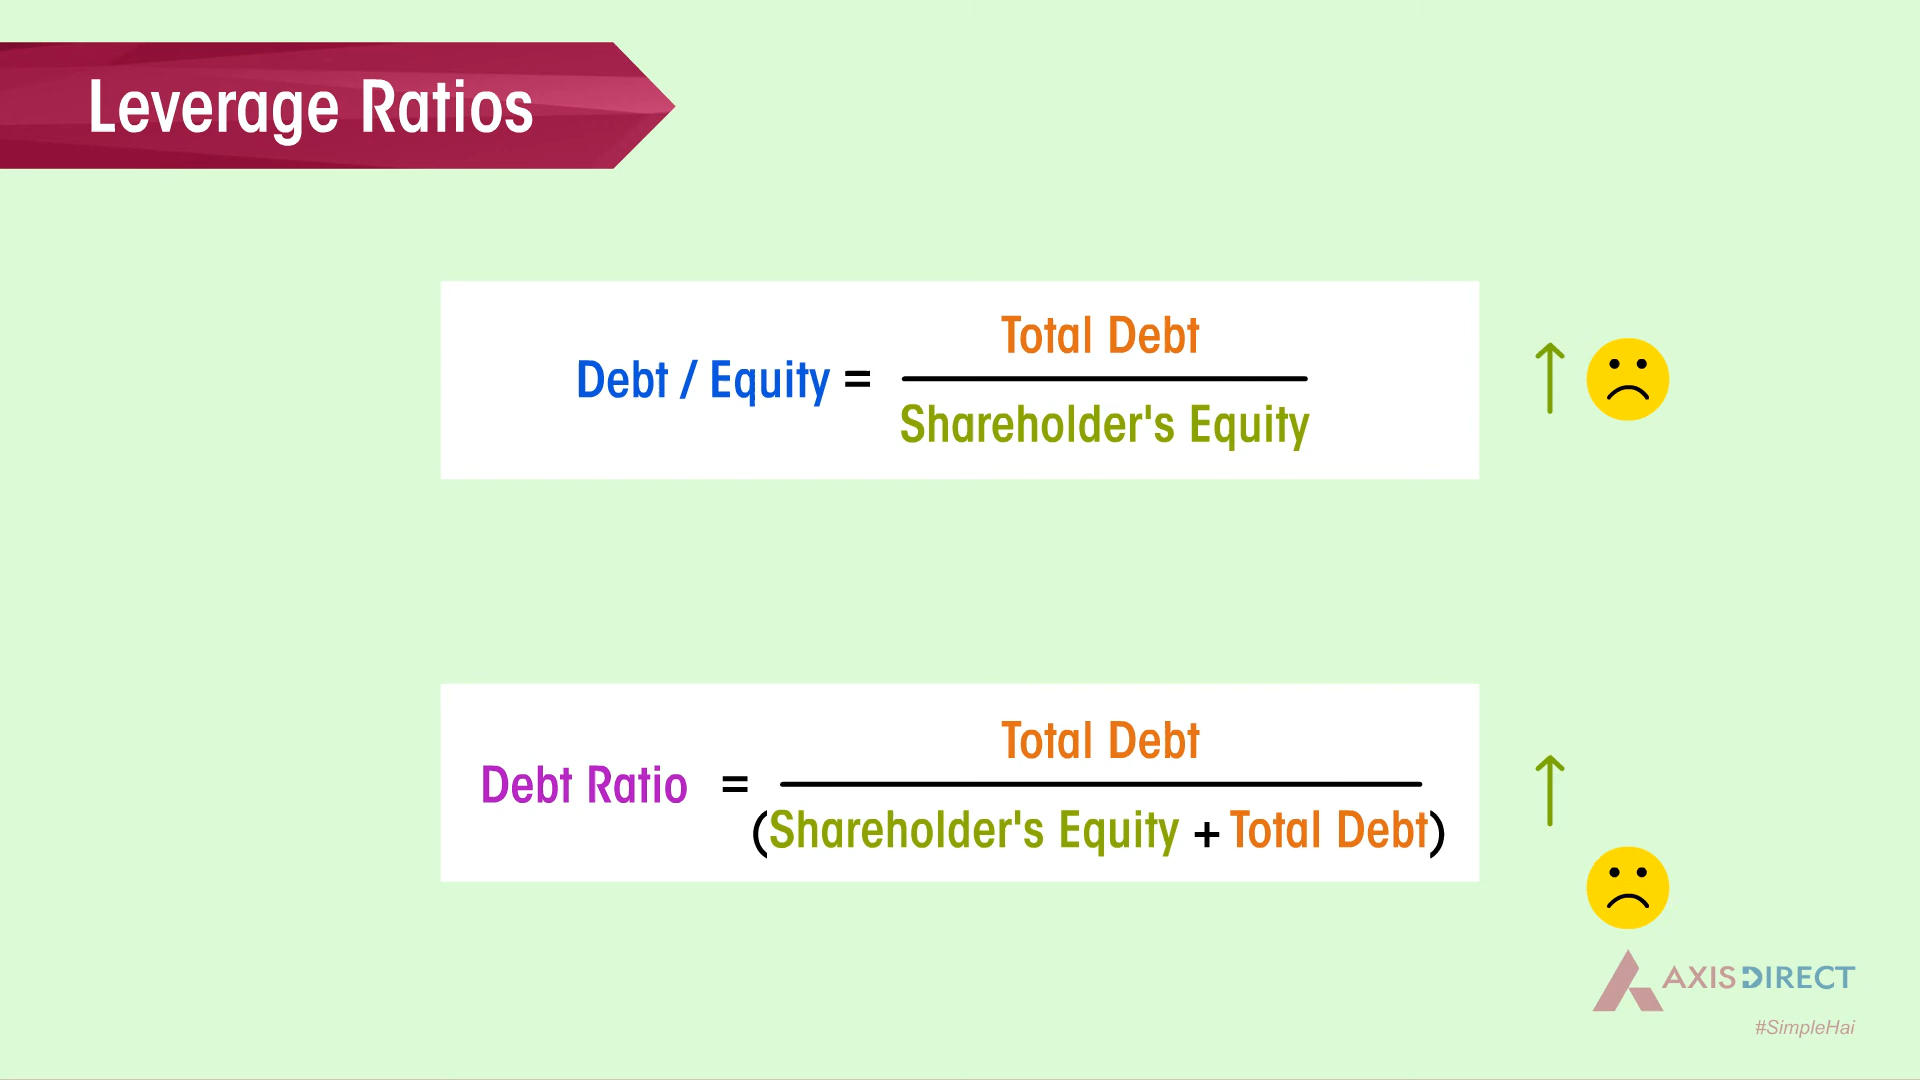 Leverage Ratios
Total Debt
Debt / Equity =
Shareholder's Equity
Total Debt
Debt Ratio =
(Shareholder's Equity + Total Debt)
AXIS DIRECT
#SimpleHai